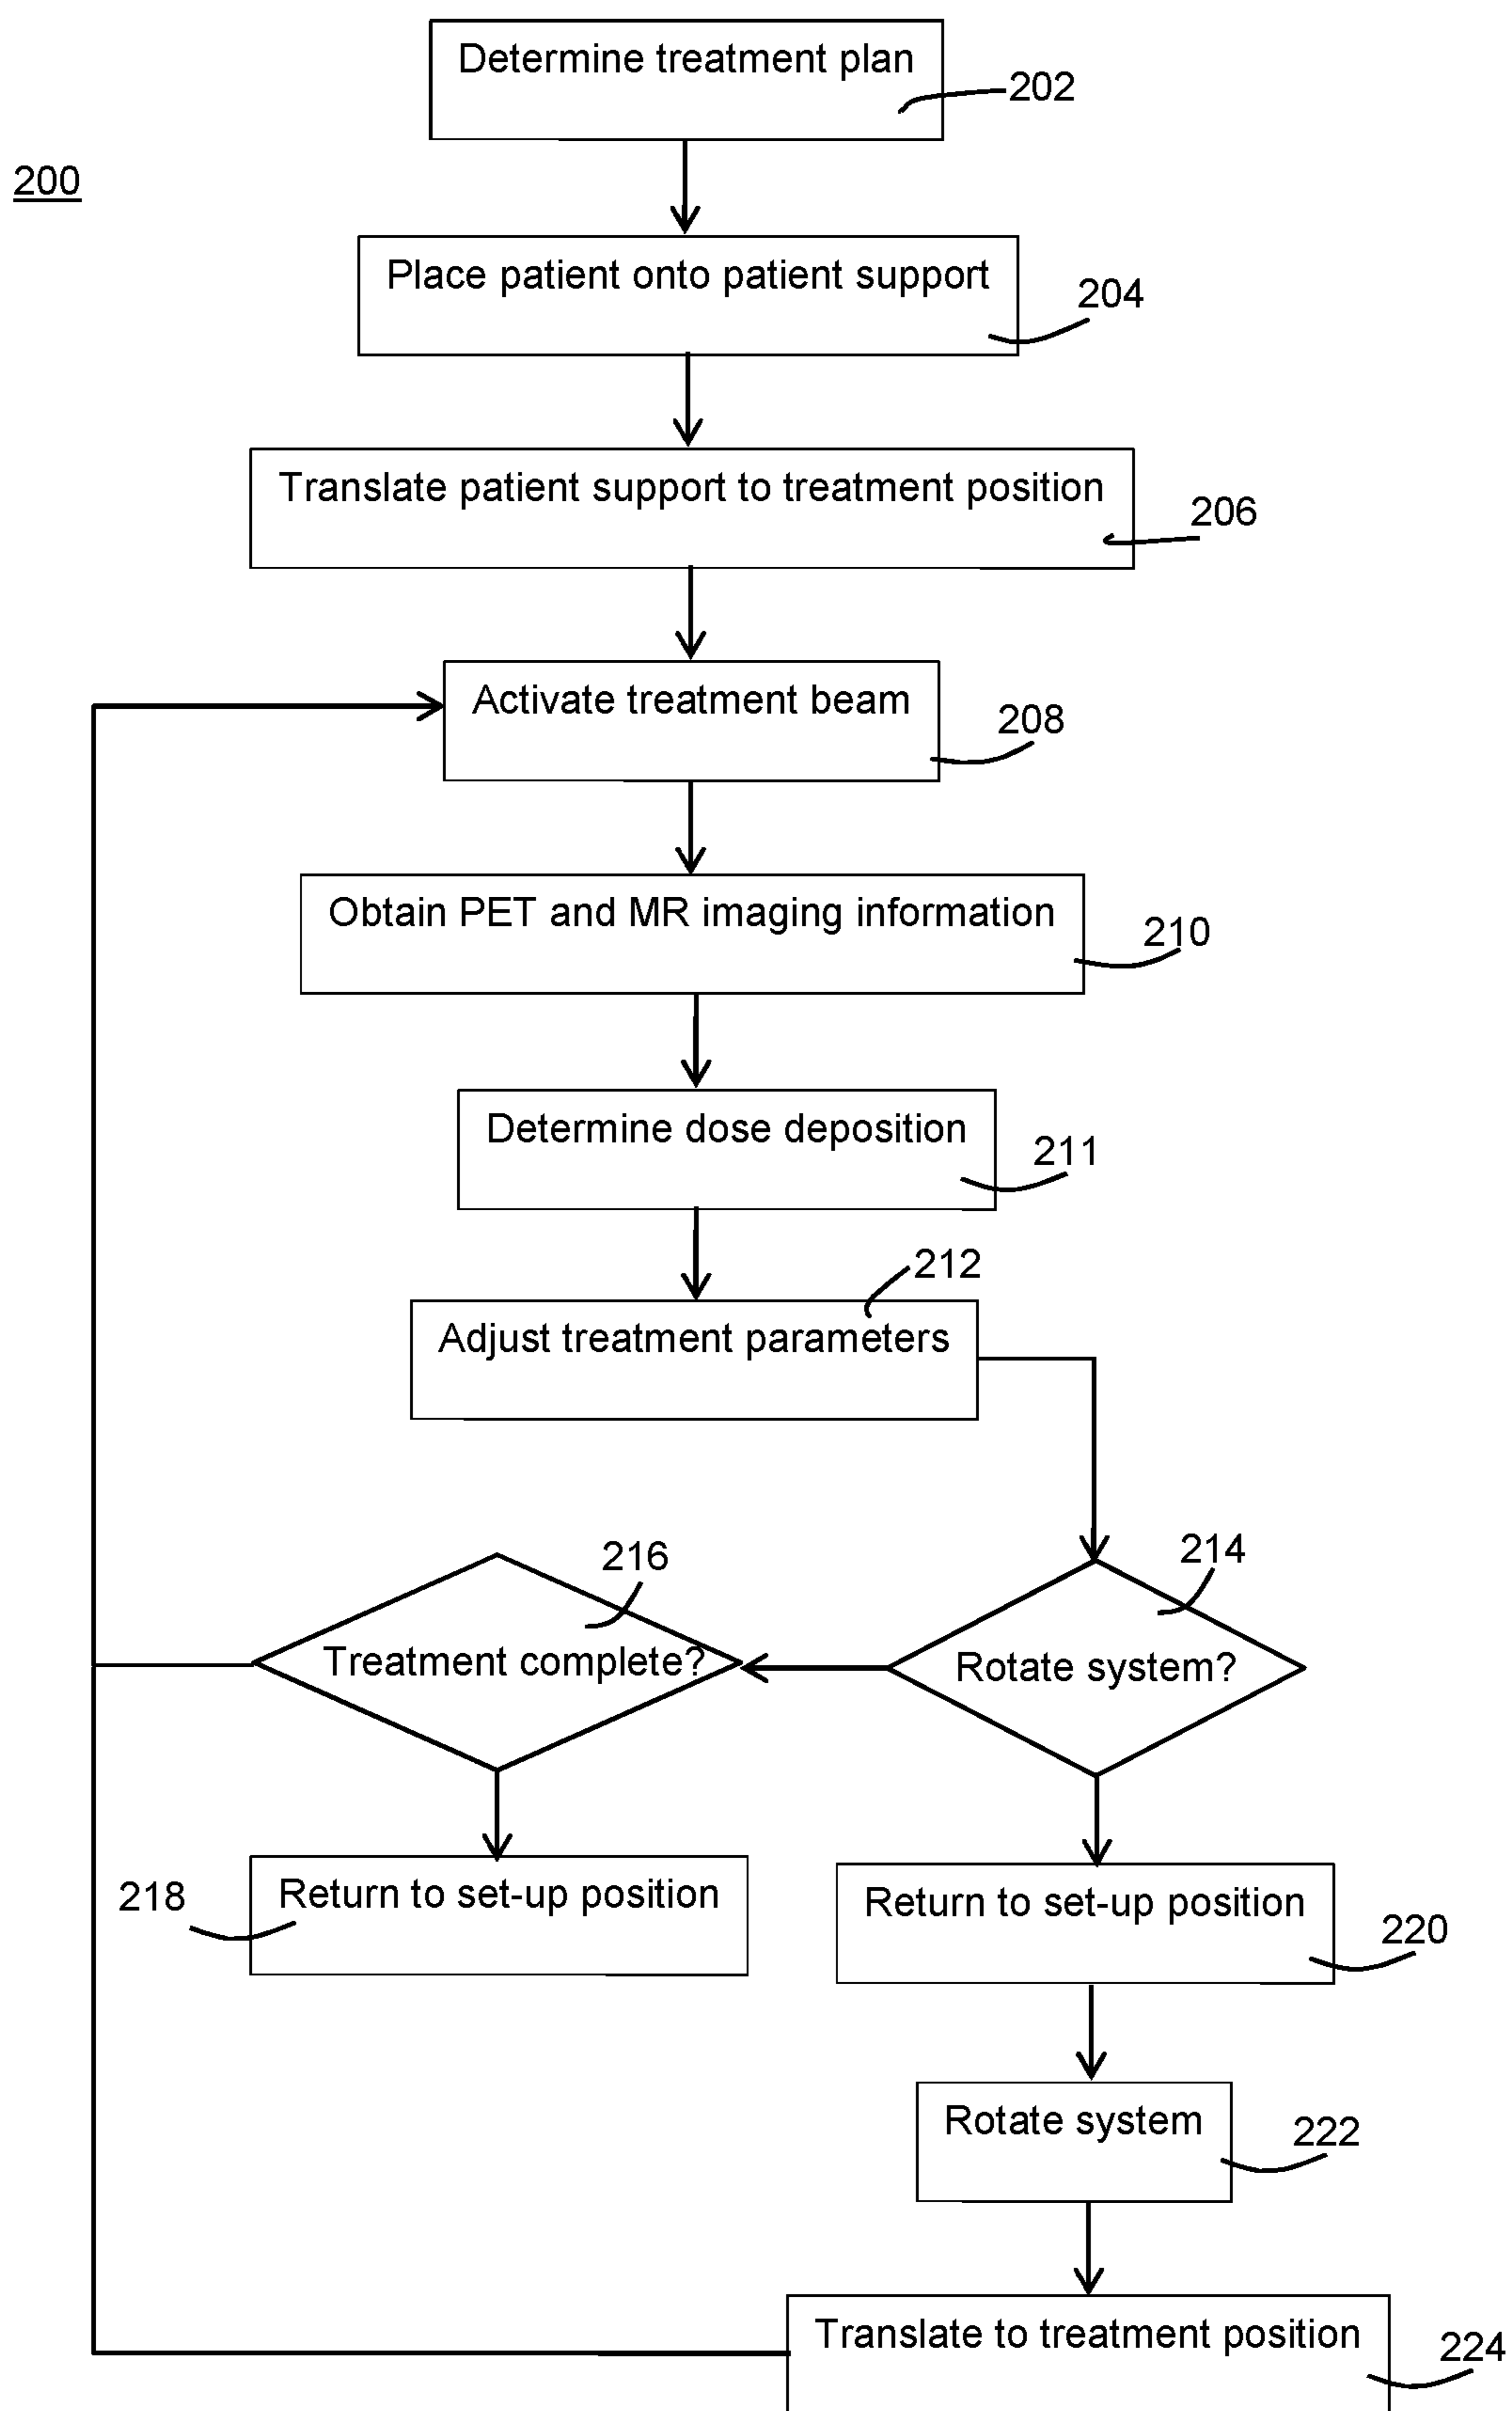 Determine treatment plan
202
200
Place patient onto patient support
204
Translate patient support to treatment position
206
Activate treatment beam
208
Obtain PET and MR imaging information
210
Determine dose deposition
211
212
Adjust treatment parameters
216
214
Treatment complete?
Rotate system?
218
Return to set-up position
Return to set-up position
220
Rotate system
222
Translate to treatment position
224